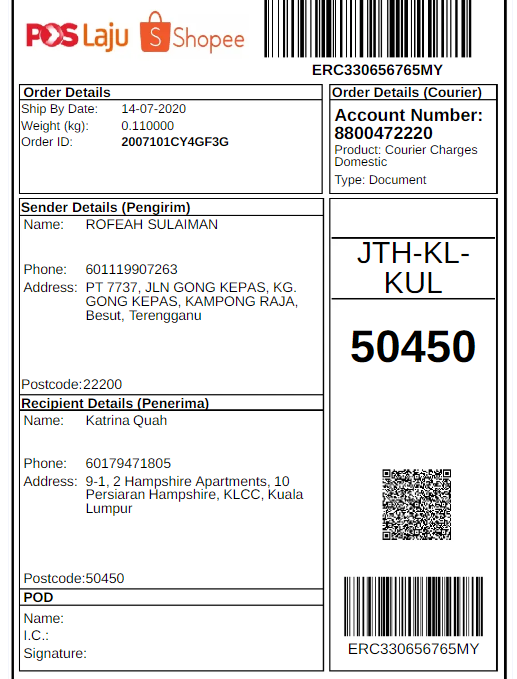 POS Laju Shopee
ERC330656765MY
Order Details
Ship By Date: 14-07-2020
Weight (kg): 0.110000
Order ID: 2007101CY4GF3G
Order Details (Courier)
Account Number:
8800472220
Product: Courier Charges
Domestic
Type: Document
Sender Details (Pengirim)
Name: ROFEAH SULAIMAN
Phone: 601119907263
Address: PT 7737, JLN GONG KEPAS, KG.
GONG KEPAS, KAMPONG RAJA,
Besut, Terengganu
Postcode:22200
Recipient Details (Penerima)
Name: Katrina Quah
Phone: 60179471805
Address: 9-1, 2 Hampshire Apartments, 10
Persiaran Hampshire, KLCC, Kuala
Lumpur
Postcode:50450
POD
Name:
I.C.:
Signature:
JTH-KL-
KUL
50450
ERC330656765MY